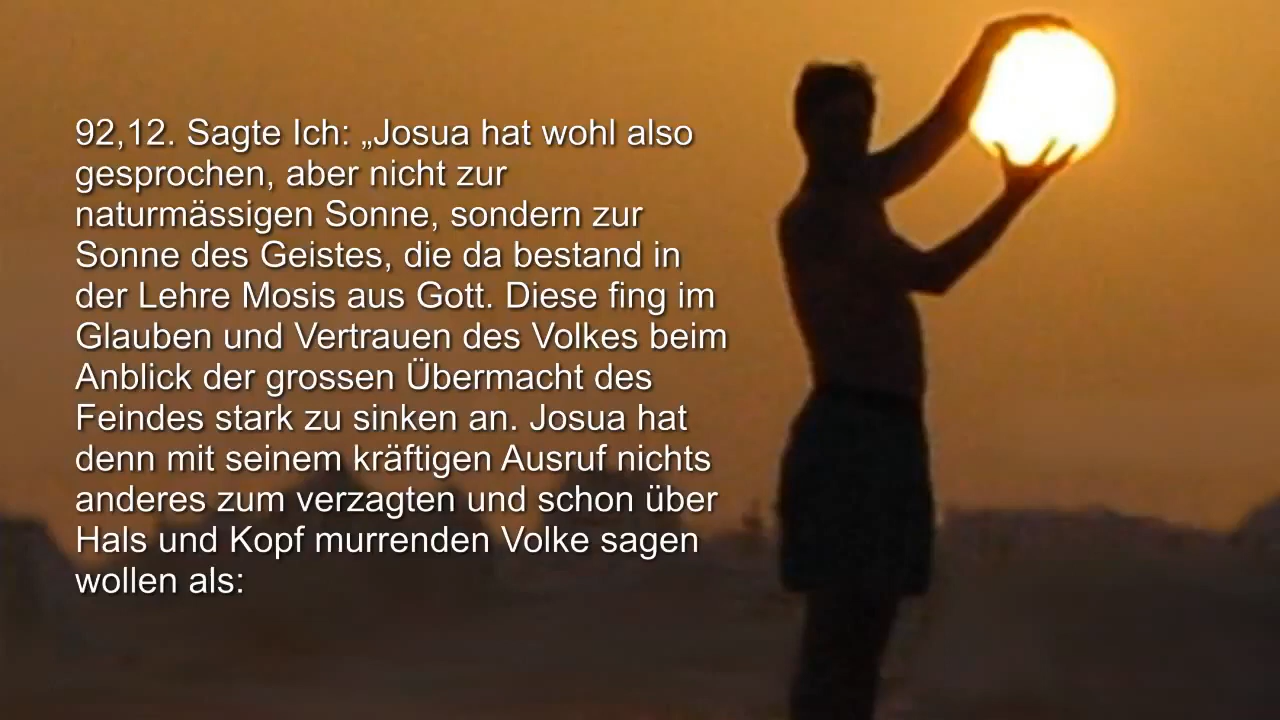 92,12. Sagte Ich: „Josua hat wohl also
gesprochen, aber nicht zur
naturmässigen Sonne, sondern zur
Sonne des Geistes, die da bestand in
der Lehre Mosis aus Gott. Diese fing im
Glauben und Vertrauen des Volkes beim
Anblick der grossen Übermacht des
Feindes stark zu sinken an. Josua hat
denn mit seinem kräftigen Ausruf nichts
anderes zum verzagten und schon über
Hals und Kopf murrenden Volke sagen
wollen als: